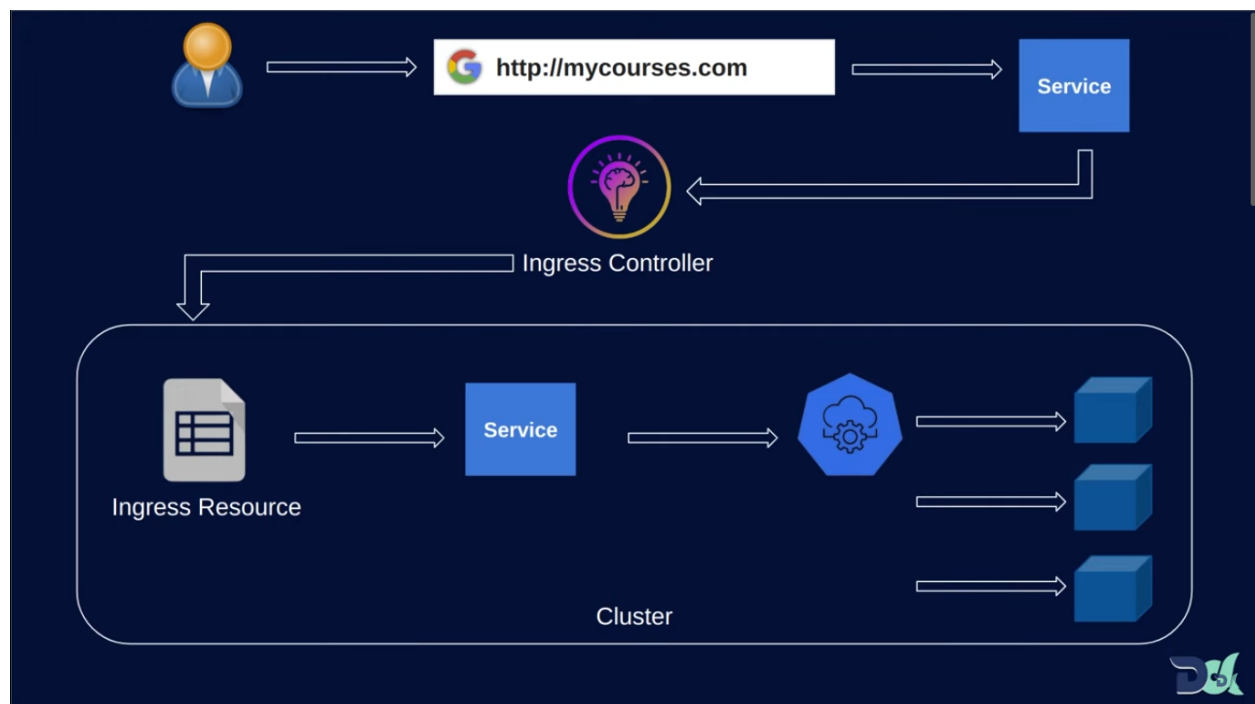 http://mycourses.com
Service
Ingress Controller
Service
Ingress Resource
Cluster